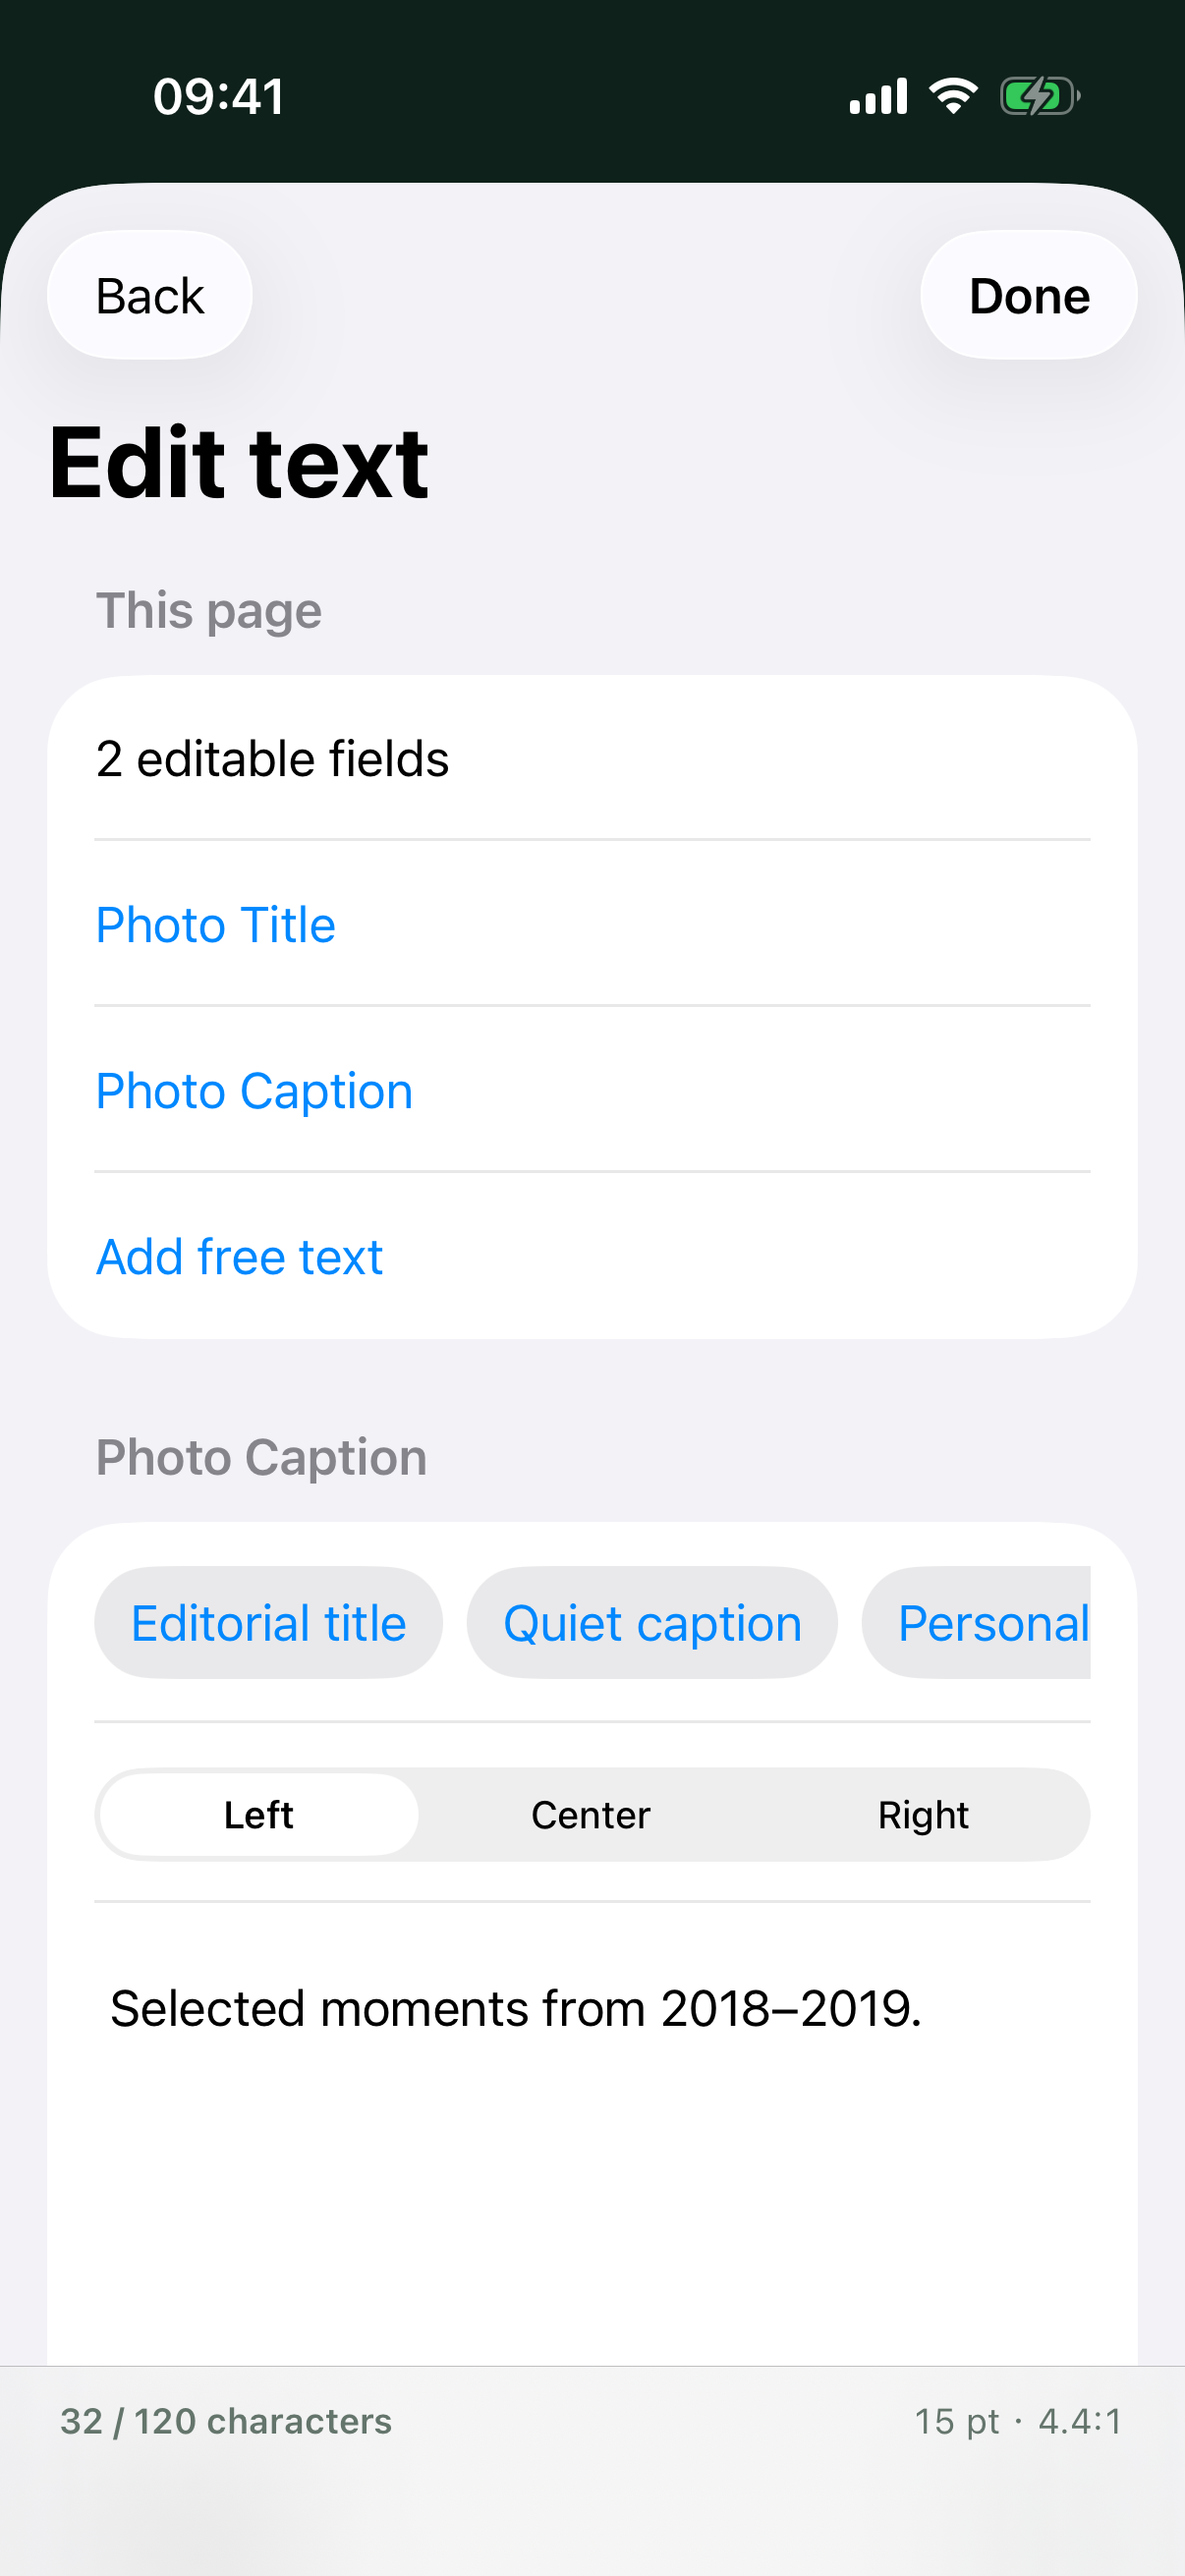 09:41
Back
Done
Edit text
This page
2 editable fields
Photo Title
Photo Caption
Add free text
Photo Caption
Editorial title
Quiet caption
Personal
Left
Center
Right
Selected moments from 2018–2019.
32 / 120 characters
15 pt · 4.4:1